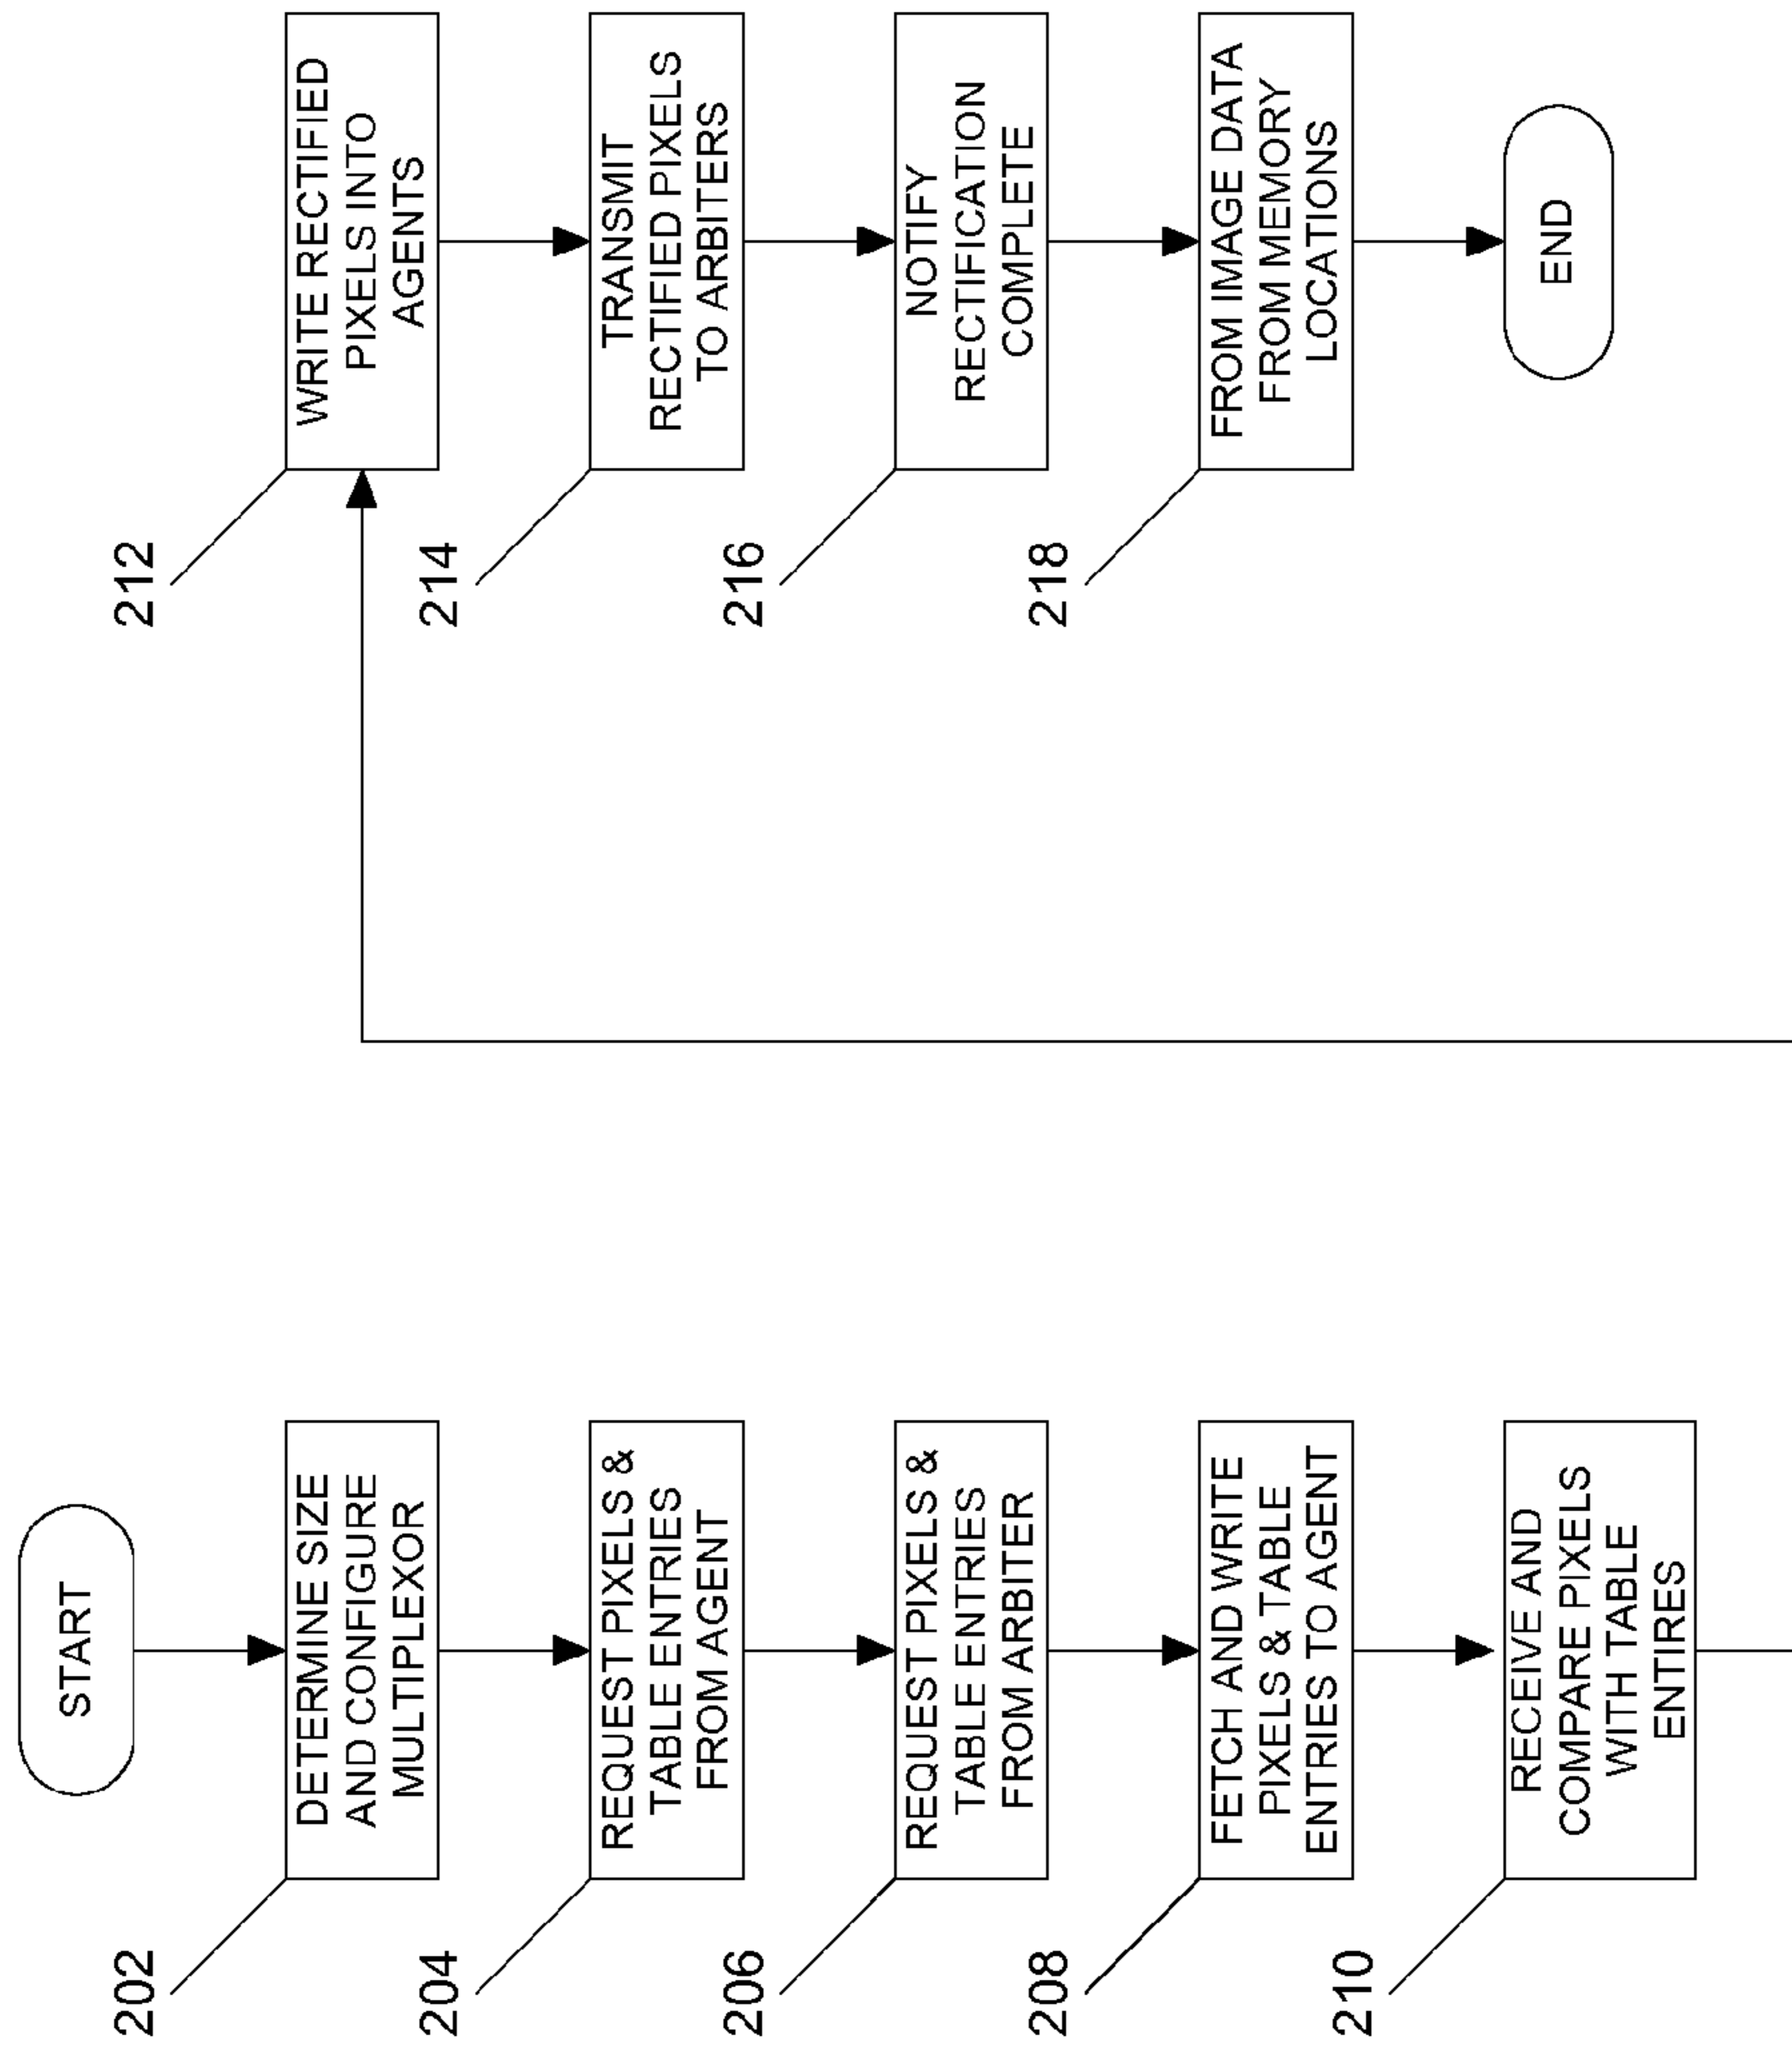 START
202
DETERMINE SIZE
AND CONFIGURE
MULTIPLEXOR
204
REQUEST PIXELS &
TABLE ENTRIES
FROM AGENT
206
REQUEST PIXELS &
TABLE ENTRIES
FROM ARBITER
208
FETCH AND WRITE
PIXELS & TABLE
ENTRIES TO AGENT
210
RECEIVE AND
COMPARE PIXELS
WITH TABLE
ENTIRES
212
WRITE RECTIFIED
PIXELS INTO
AGENTS
214
TRANSMIT
RECTIFIED PIXELS
TO ARBITERS
216
NOTIFY
RECTIFICATION
COMPLETE
218
FROM IMAGE DATA
FROM MEMORY
LOCATIONS
END